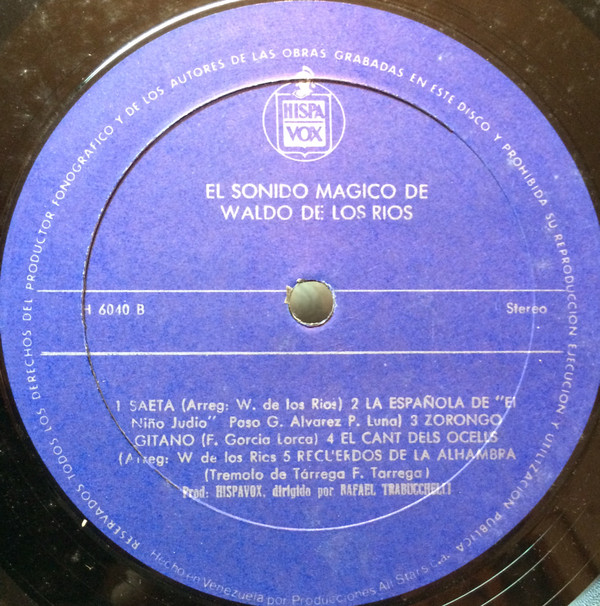 RESERVADOS TODOS LOS DERECHOS DEL PRODUCTOR FONOGRAFICO Y DE LOS AUTORES DE LAS OBRAS GRABADAS EN ESTE DISCO Y PROHIBIDA SU REPRODUCCION EJECUCION Y UTILIZACION PUBLICA
HISPA
VOX
EL SONIDO MAGICO DE
WALDO DE LOS RIOS
H 6040 B
Stereo
1 SAETA (Arreg: W. de los Rios) 2 LA ESPAÑOLA DE "El
Niño Judio" Paso G. Alvarez P. Luna) 3 ZORONGO
GITANO (F. Garcia Lorca) 4 EL CANT DELS OCELLS
(Arreg: W de los Rios 5 RECUERDOS DE LA ALHAMBRA
(Tremolo de Tárrega F. Tarrega)
Prod: HISPAVOX, dirigido por RAFAEL TRABUCCHELLI
Hecho en Venezuela por Producciones All Stars C.A.